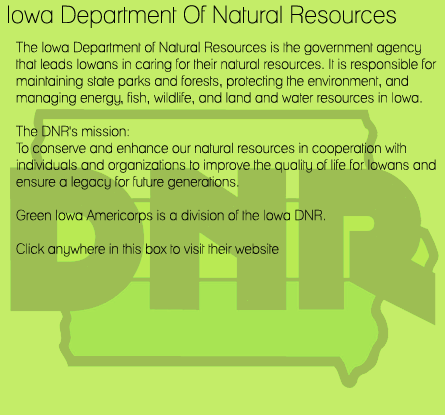 Iowa Department Of Natural Resources
The Iowa Department of Natural Resources is the government agency
that leads Iowans in caring for their natural resources. It is responsible for
maintaining state parks and forests, protecting the environment, and
managing energy, fish, wildlife, and land and water resources in Iowa.
The DNR's mission:
To conserve and enhance our natural resources in cooperation with
individuals and organizations to improve the quality of life for Iowans and
ensure a legacy for future generations.
Green Iowa Americorps is a division of the Iowa DNR.
Click anywhere in this box to visit their website
DNR